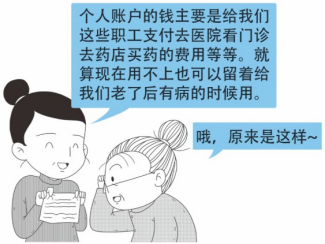 个人账户的钱主要是给我们
这些职工支付去医院看门诊
去药店买药的费用等等。就
算现在用不上也可以留着给
我们老了后有病的时候用。
哦，原来是这样~